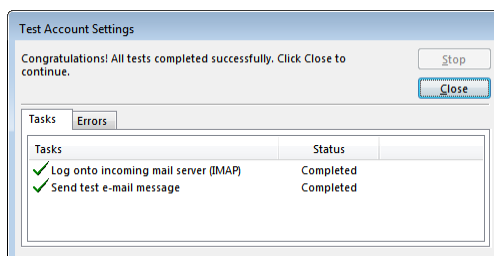 Test Account Settings
Congratulations! All tests completed successfully. Click Close to
continue.
Stop
Close
Tasks Errors
Tasks Status
Log onto incoming mail server (IMAP) Completed
Send test e-mail message Completed